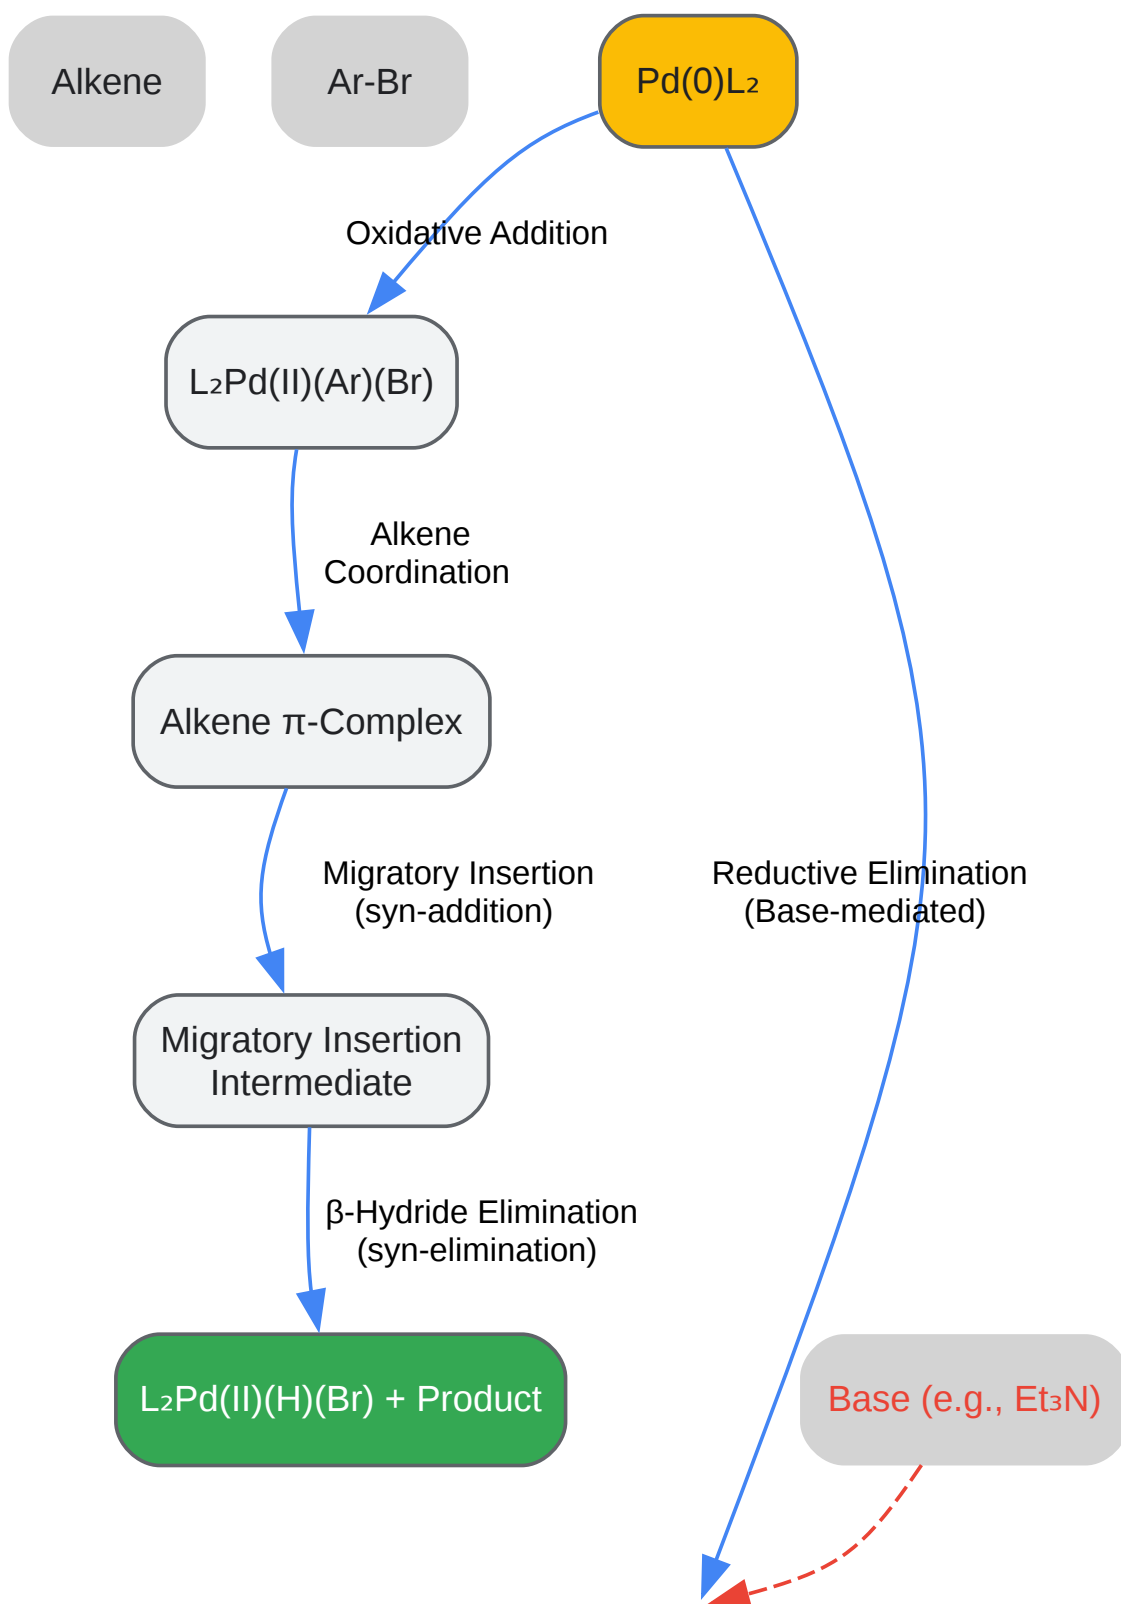 Alkene
Ar-Br
Pd(0)L₂
Oxidative Addition
L₂Pd(II)(Ar)(Br)
Alkene
Coordination
Alkene π-Complex
Migratory Insertion
(syn-addition)
Reductive Elimination
(Base-mediated)
Migratory Insertion
Intermediate
β-Hydride Elimination
(syn-elimination)
L₂Pd(II)(H)(Br) + Product
Base (e.g., Et₃N)